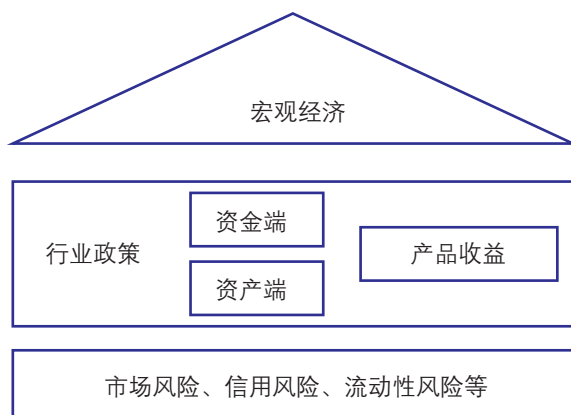 宏观经济
资金端
行业政策
产品收益
资产端
市场风险、信用风险、流动性风险等